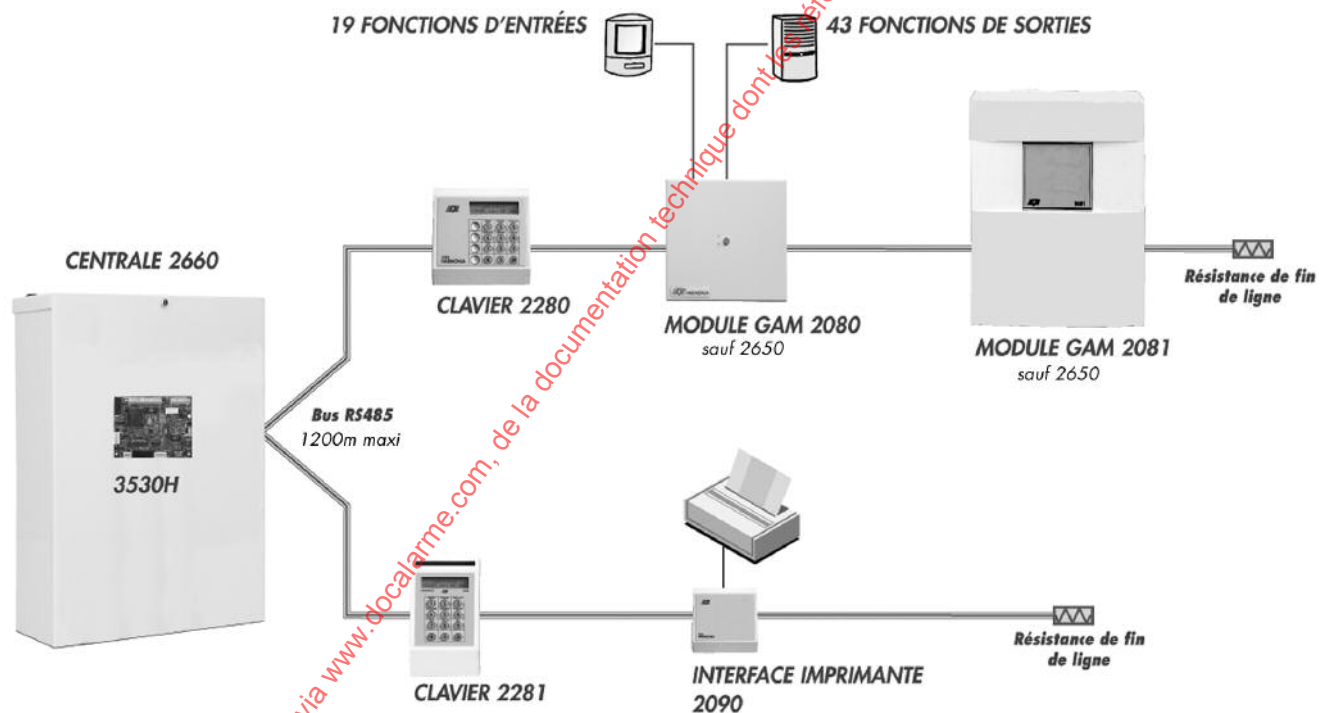 19 FONCTIONS D'ENTRÉES
43 FONCTIONS DE SORTIES
CENTRALE 2660
3530H
Bus RS485
1200m maxi
CLAVIER 2280
MODULE GAM 2080
sauf 2650
MODULE GAM 2081
sauf 2650
Résistance de fin
de ligne
CLAVIER 2281
INTERFACE IMPRIMANTE
2090
Résistance de fin
de ligne
via www.docalarme.com, de la documentation technique dont les